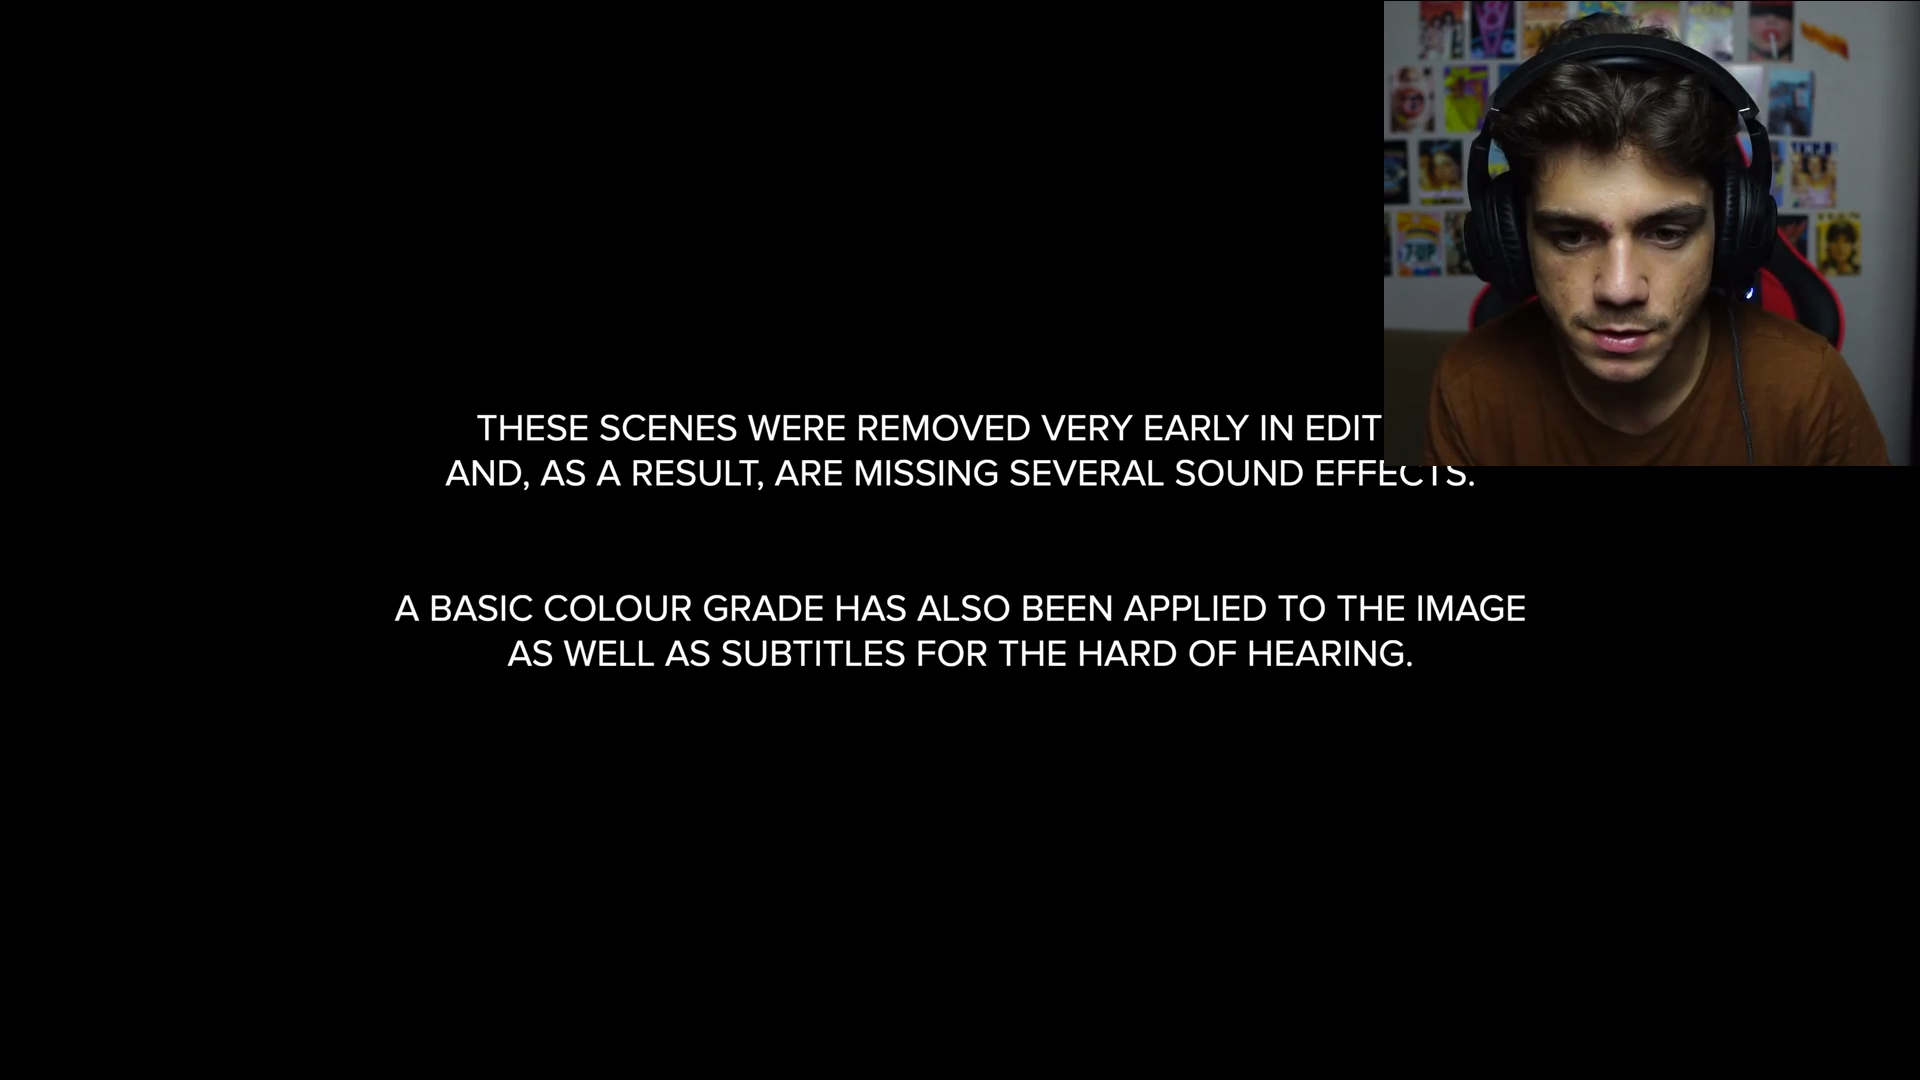 THESE SCENES WERE REMOVED VERY EARLY IN EDIT
AND, AS A RESULT, ARE MISSING SEVERAL SOUND EFFECTS.
A BASIC COLOUR GRADE HAS ALSO BEEN APPLIED TO THE IMAGE
AS WELL AS SUBTITLES FOR THE HARD OF HEARING.
7UP